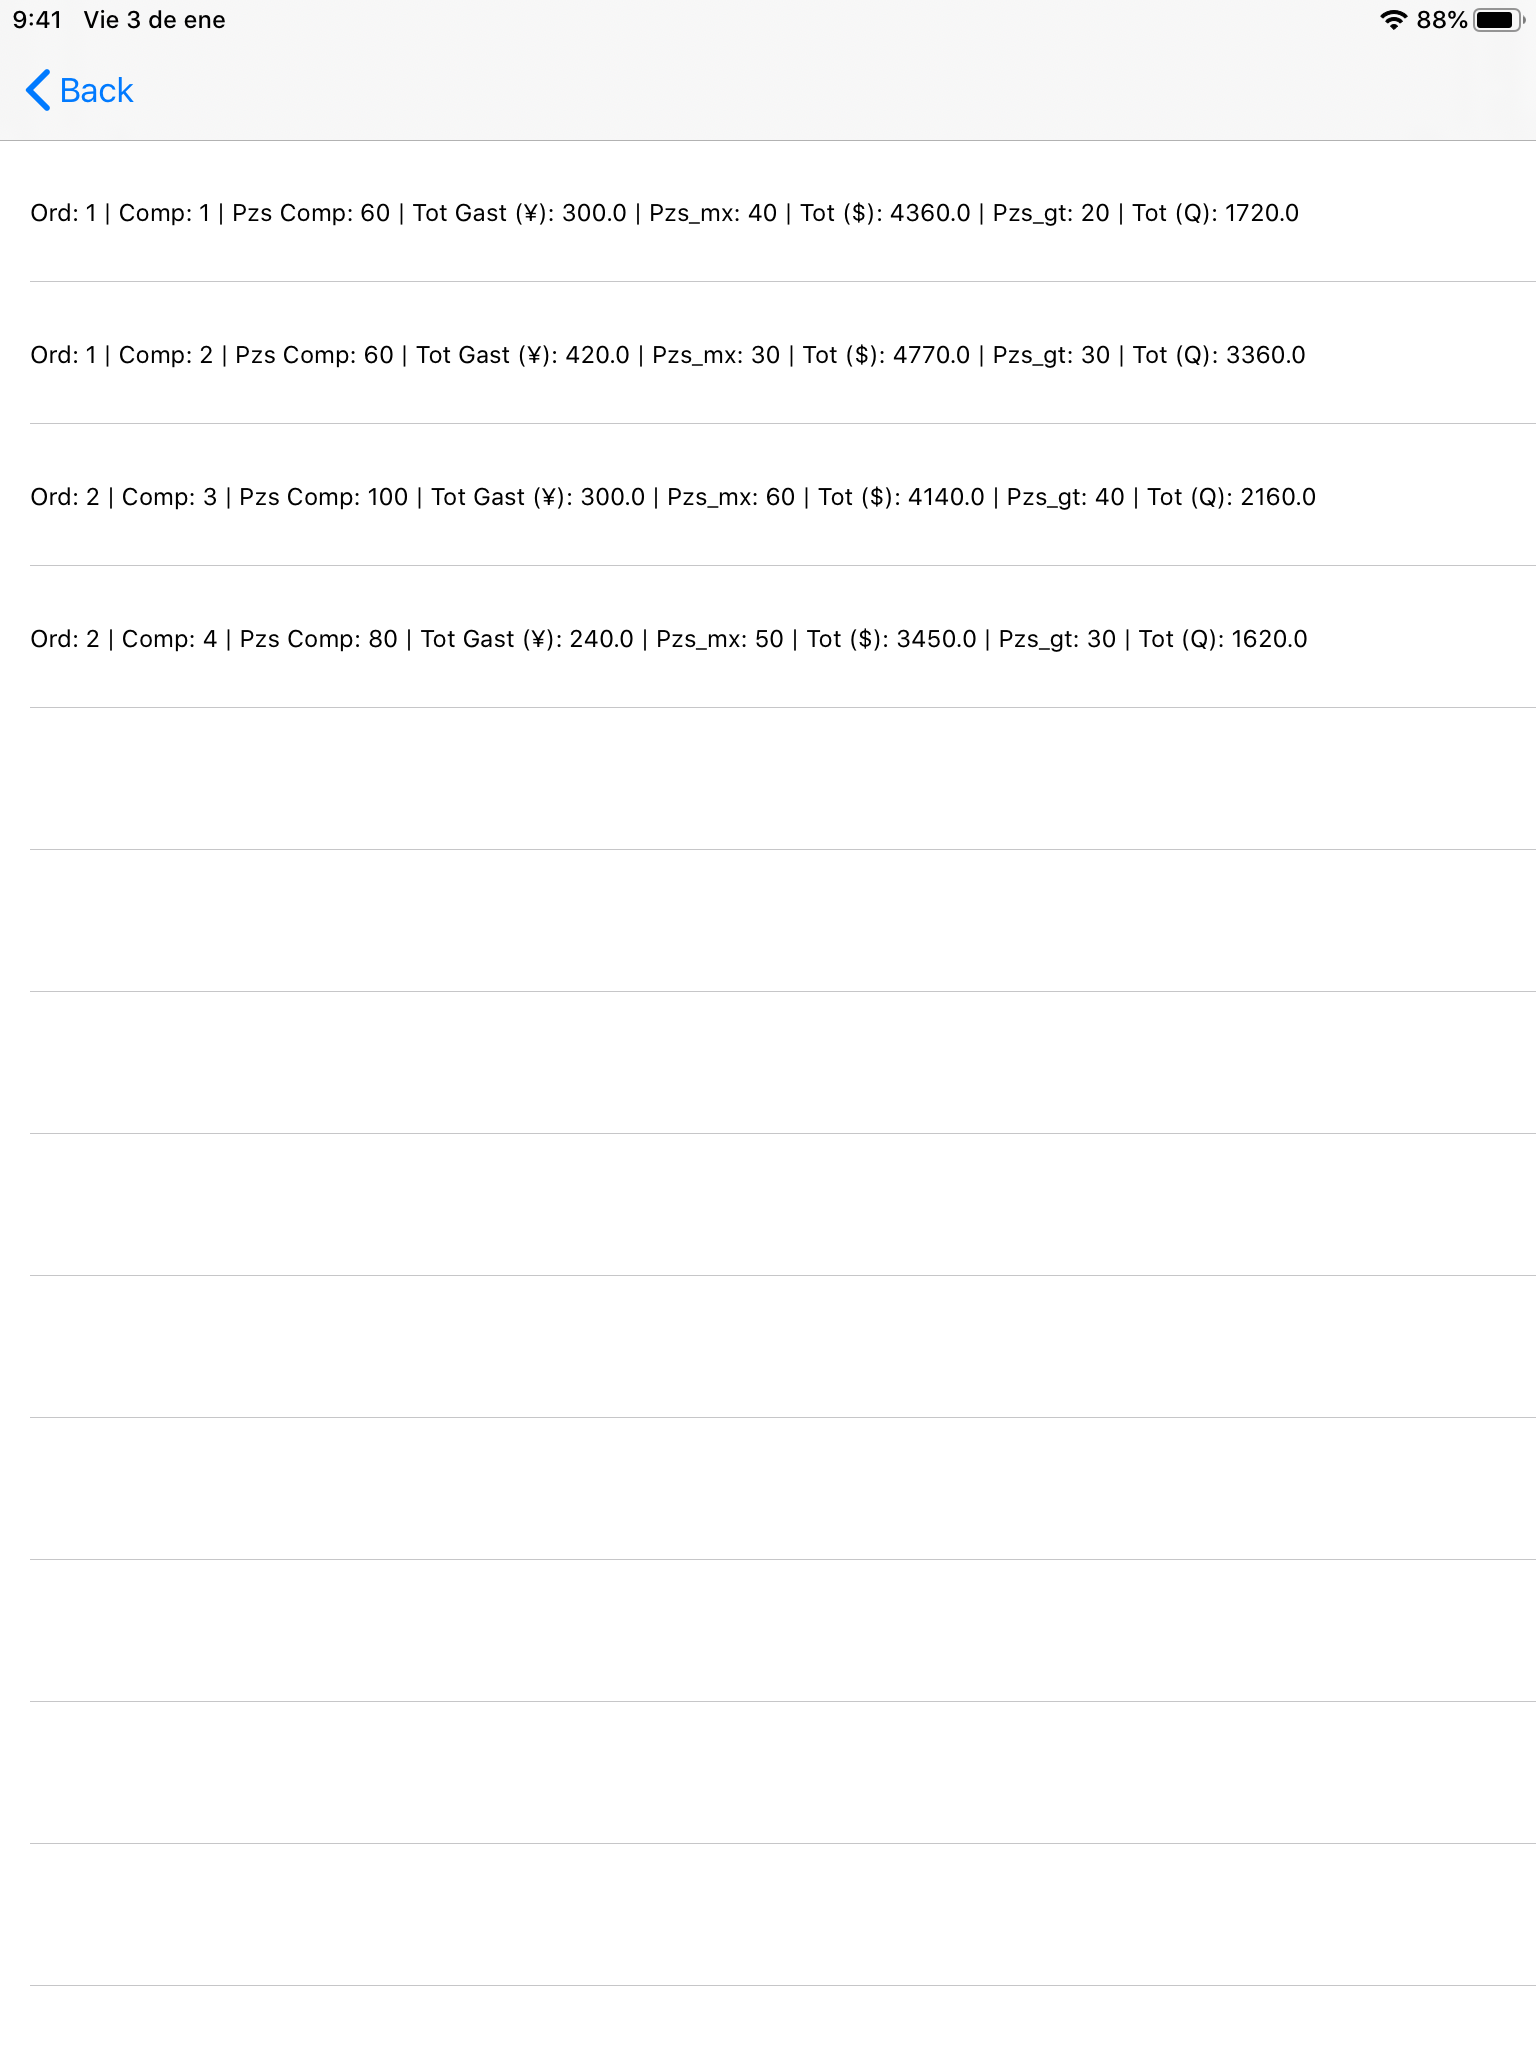 9:41 Vie 3 de ene 88%
Back
Ord: 1 | Comp: 1 | Pzs Comp: 60 | Tot Gast (¥): 300.0 | Pzs_mx: 40 | Tot ($): 4360.0 | Pzs_gt: 20 | Tot (Q): 1720.0
Ord: 1 | Comp: 2 | Pzs Comp: 60 | Tot Gast (¥): 420.0 | Pzs_mx: 30 | Tot ($): 4770.0 | Pzs_gt: 30 | Tot (Q): 3360.0
Ord: 2 | Comp: 3 | Pzs Comp: 100 | Tot Gast (¥): 300.0 | Pzs_mx: 60 | Tot ($): 4140.0 | Pzs_gt: 40 | Tot (Q): 2160.0
Ord: 2 | Comp: 4 | Pzs Comp: 80 | Tot Gast (¥): 240.0 | Pzs_mx: 50 | Tot ($): 3450.0 | Pzs_gt: 30 | Tot (Q): 1620.0